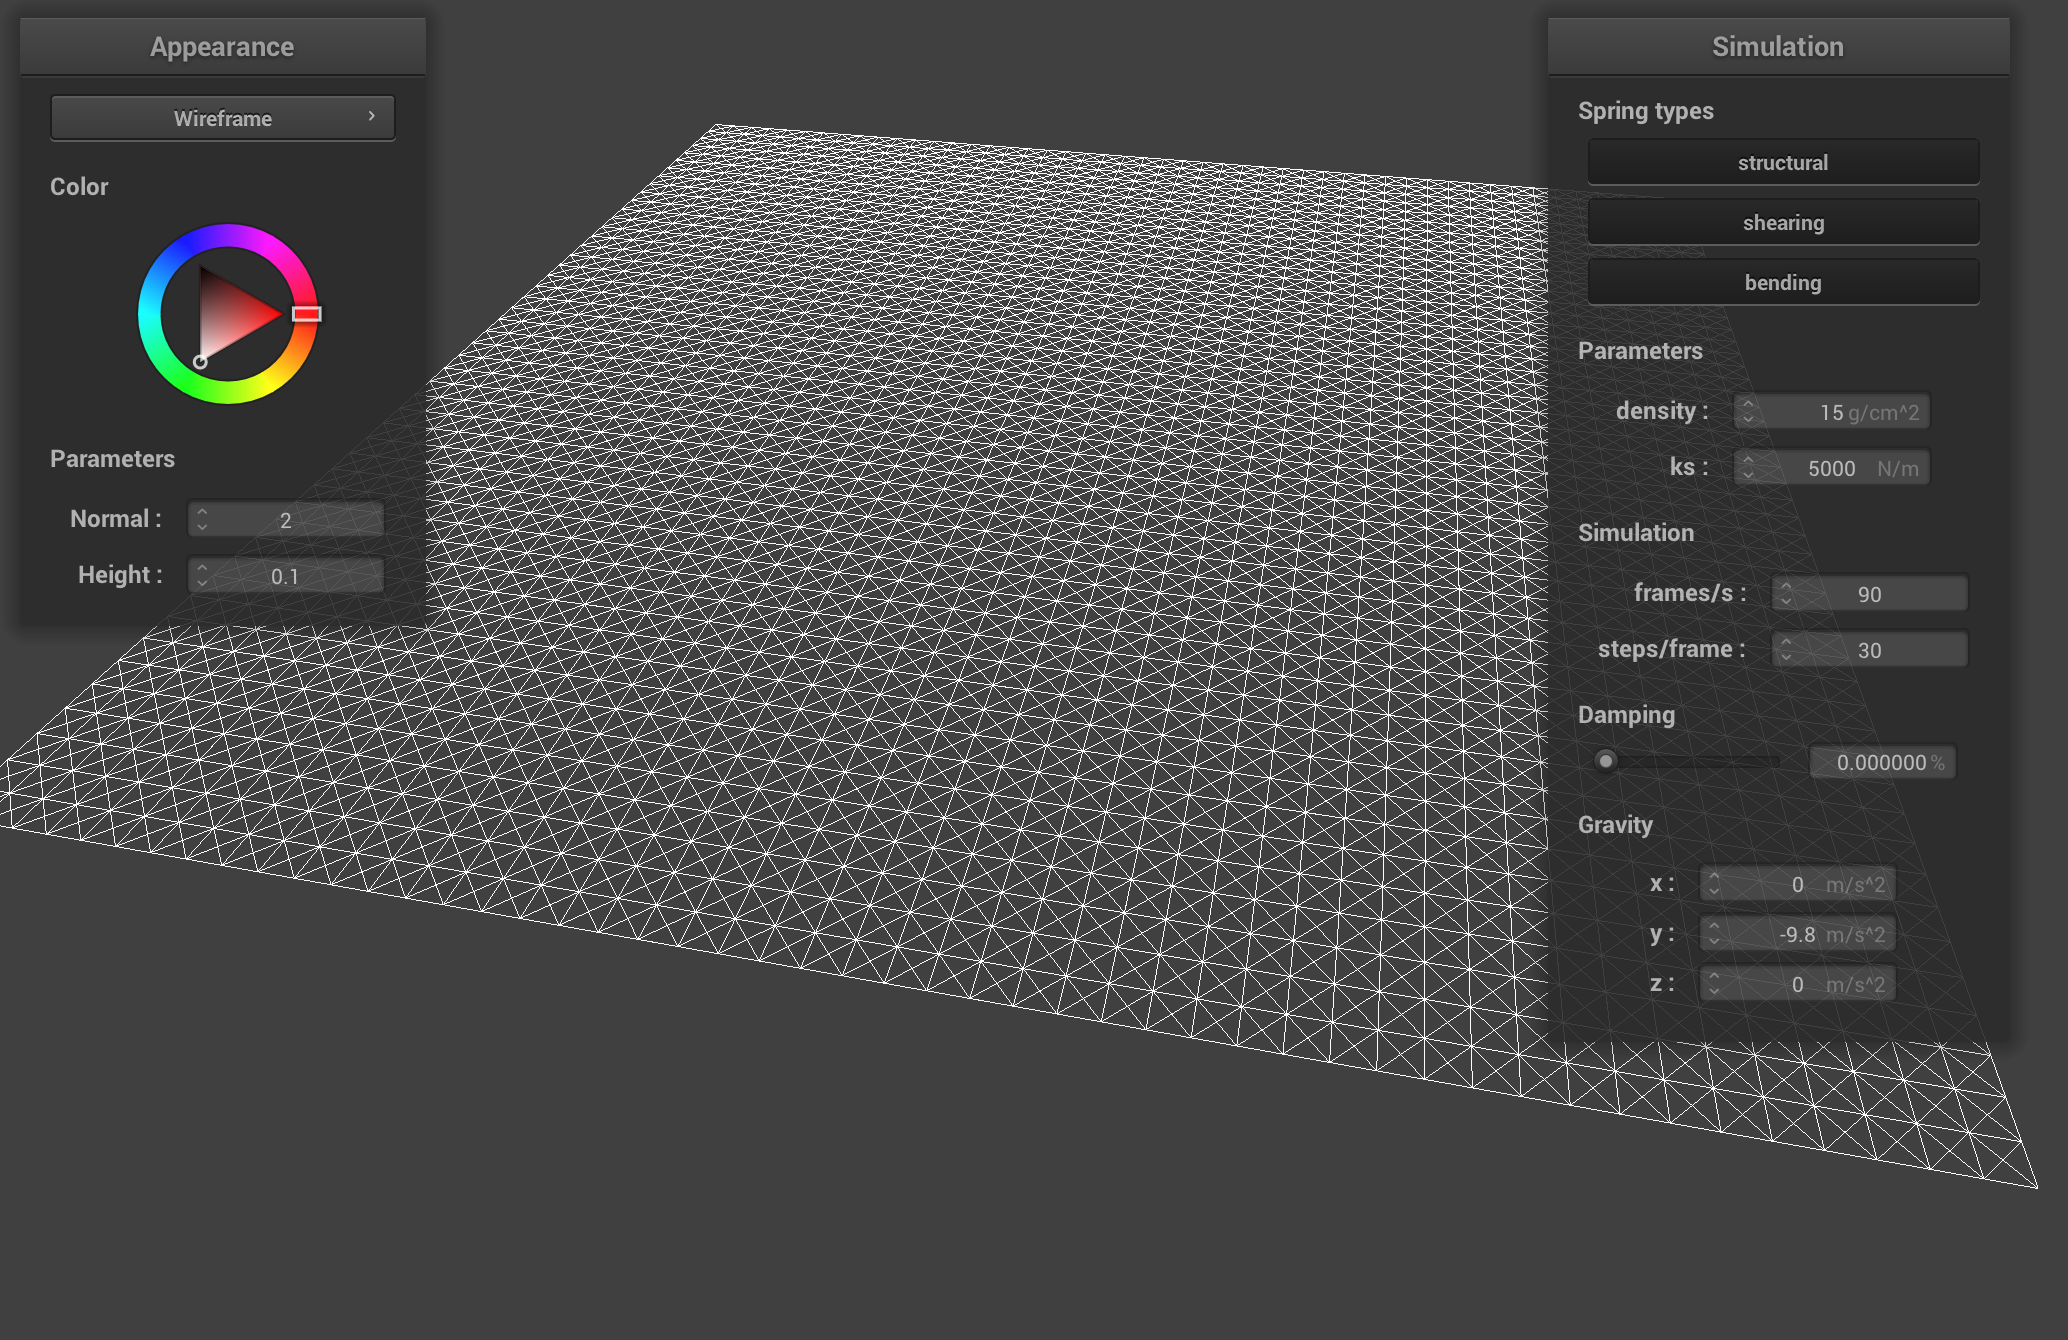 Appearance
Wireframe
Color
Parameters
Normal : 2
Height : 0.1
Simulation
Spring types
structural
shearing
bending
Parameters
density : 15 g/cm^2
ks : 5000 N/m
Simulation
frames/s : 90
steps/frame : 30
Damping
0.000000 %
Gravity
x : 0 m/s^2
y : -9.8 m/s^2
z : 0 m/s^2